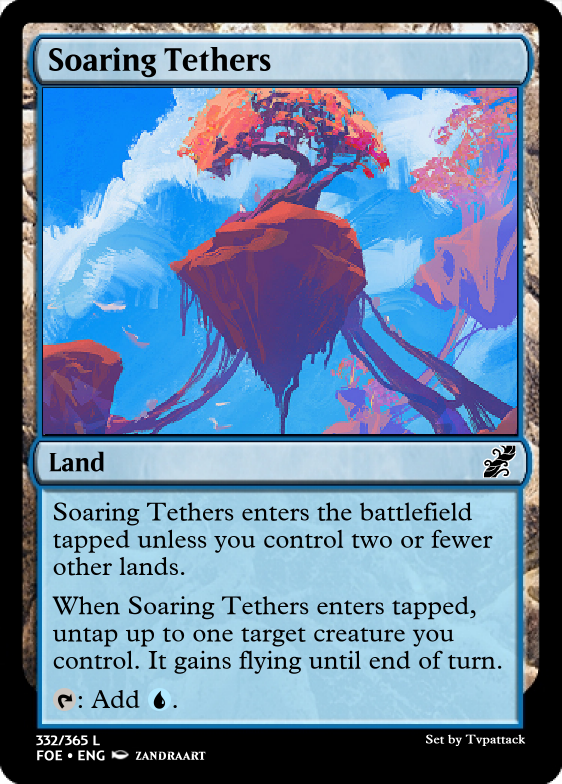 Soaring Tethers
Land
Soaring Tethers enters the battlefield
tapped unless you control two or fewer
other lands.
When Soaring Tethers enters tapped,
untap up to one target creature you
control. It gains flying until end of turn.
: Add .
332/365 L
Set by Tvpattack
FOE • ENG ZANDRAART